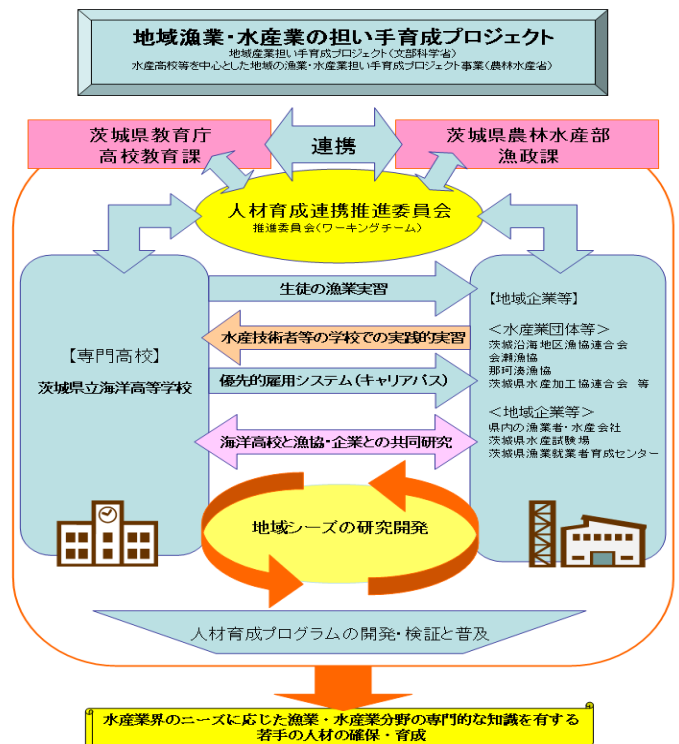 地域漁業・水産業の担い手育成プロジェクト
地域産業担い手育成プロジェクト(文部科学省)
水産高校等を中心とした地域の漁業・水産業担い手育成プロジェクト事業(農林水産省)
茨城県教育庁
高校教育課
連携
茨城県農林水産部
漁政課
人材育成連携推進委員会
推進委員会(ワーキングチーム)
【専門高校】
茨城県立海洋高等学校
生徒の漁業実習
水産技術者等の学校での実践的実習
優先的雇用システム(キャリアパス)
海洋高校と漁協・企業との共同研究
【地域企業等】
＜水産業団体等＞
茨城沿海地区漁協連合会
会瀬漁協
那珂湊漁協
茨城県水産加工協連合会 等
＜地域企業等＞
県内の漁業者・水産会社
茨城県水産試験場
茨城県漁業就業者育成センター
地域シーズの研究開発
人材育成プログラムの開発・検証と普及
水産業界のニーズに応じた漁業・水産業分野の専門的な知識を有する
若手の人材の確保・育成